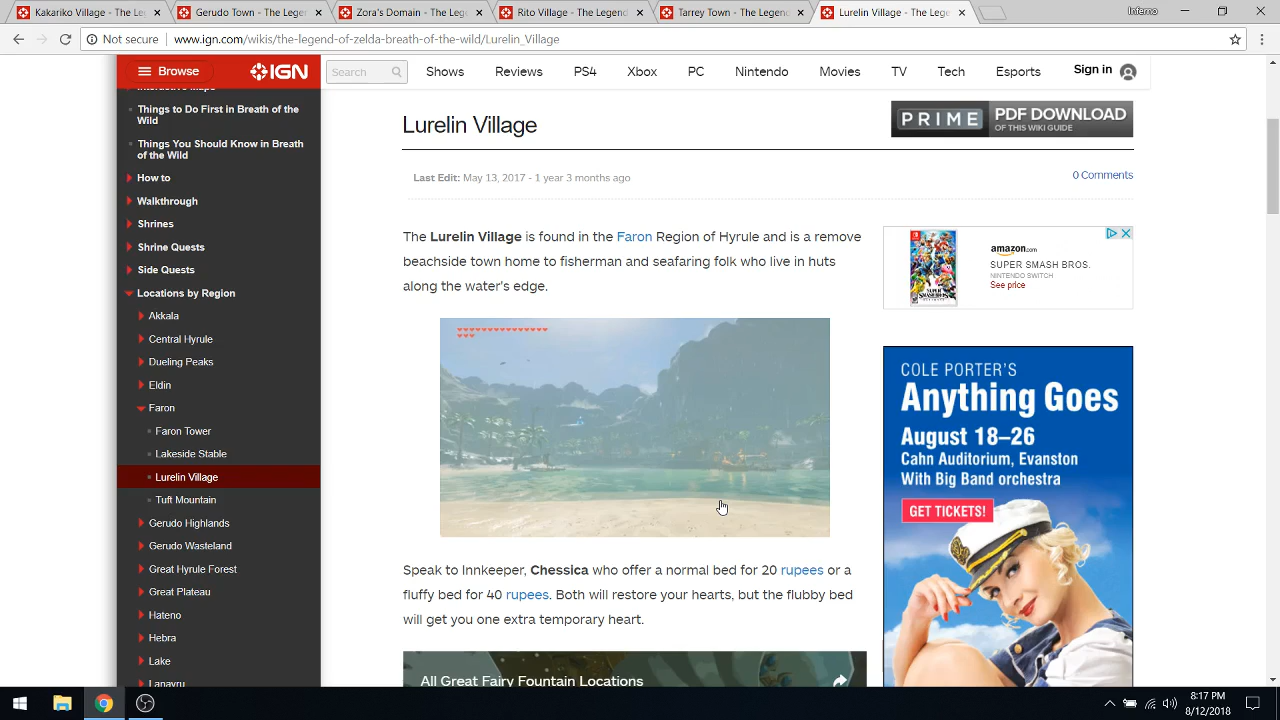 Kakariko Village - The Leg
Gerudo Town - The Legend
Zora's Domain - The Legend
Rito Village - The Legend
Tarrey Town - The Legend
Lurelin Village - The Lege
Inferno
Not secure
www.ign.com/wikis/the-legend-of-zelda-breath-of-the-wild/Lurelin_Village
Browse
IGN
Search
Shows
Reviews
PS4
Xbox
PC
Nintendo
Movies
TV
Tech
Esports
Sign in
Interactive Maps
Things to Do First in Breath of the
Wild
Things You Should Know in Breath
of the Wild
How to
Walkthrough
Shrines
Shrine Quests
Side Quests
Locations by Region
Akkala
Central Hyrule
Dueling Peaks
Eldin
Faron
Faron Tower
Lakeside Stable
Lurelin Village
Tuft Mountain
Gerudo Highlands
Gerudo Wasteland
Great Hyrule Forest
Great Plateau
Hateno
Hebra
Lake
Lanayru
Lurelin Village
PRIME
PDF DOWNLOAD
OF THIS WIKI GUIDE
Last Edit: May 13, 2017 - 1 year 3 months ago
0 Comments
The Lurelin Village is found in the Faron Region of Hyrule and is a remove
beachside town home to fisherman and seafaring folk who live in huts
along the water's edge.
Speak to Innkeeper, Chessica who offer a normal bed for 20 rupees or a
fluffy bed for 40 rupees. Both will restore your hearts, but the flubby bed
will get you one extra temporary heart.
All Great Fairy Fountain Locations
amazon.com
SUPER SMASH BROS.
NINTENDO SWITCH
See price
COLE PORTER'S
Anything Goes
August 18–26
Cahn Auditorium, Evanston
With Big Band orchestra
GET TICKETS!
8:17 PM
8/12/2018